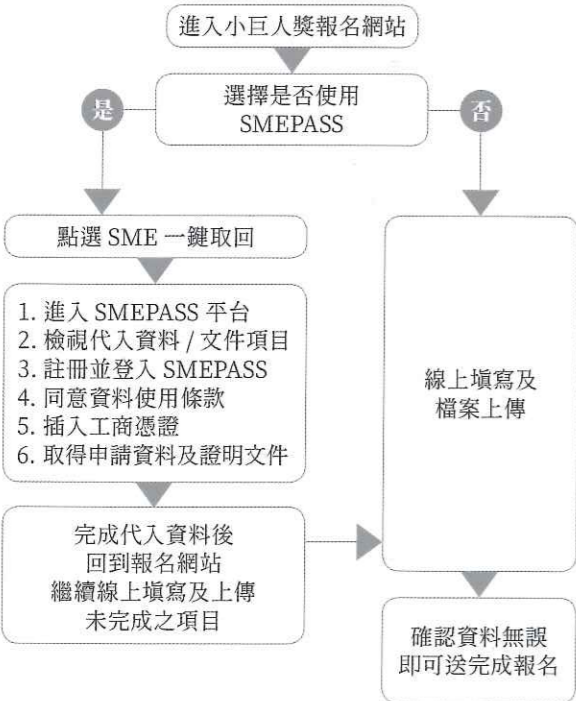 進入小巨人獎報名網站
選擇是否使用
SMEPASS
是
否
點選 SME 一鍵取回
1. 進入 SMEPASS 平台
2. 檢視代入資料 / 文件項目
3. 註冊並登入 SMEPASS
4. 同意資料使用條款
5. 插入工商憑證
6. 取得申請資料及證明文件
線上填寫及
檔案上傳
完成代入資料後
回到報名網站
繼續線上填寫及上傳
未完成之項目
確認資料無誤
即可送完成報名